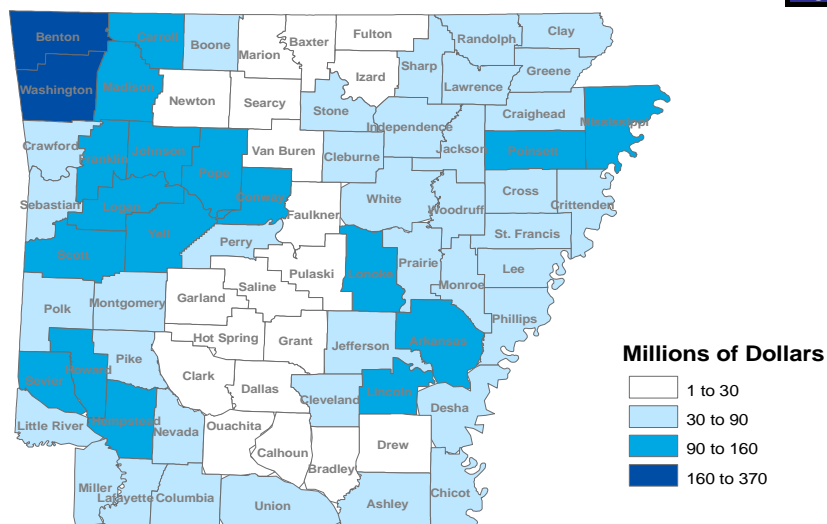 Benton
Carroll
Boone
Marion
Baxter
Fulton
Randolph
Clay
Washington
Madison
Newton
Searcy
Izard
Sharp
Lawrence
Greene
Stone
Independence
Craighead
Mississippi
Crawford
Franklin
Johnson
Pope
Van Buren
Cleburne
Jackson
Poinsett
Sebastian
Logan
Conway
Faulkner
White
Woodruff
Cross
Crittenden
Scott
Yell
Perry
Pulaski
Lonoke
Prairie
Monroe
St. Francis
Lee
Polk
Montgomery
Garland
Saline
Phillips
Howard
Pike
Hot Spring
Grant
Jefferson
Arkansas
Sevier
Clark
Dallas
Cleveland
Lincoln
Desha
Little River
Hempstead
Nevada
Ouachita
Calhoun
Bradley
Drew
Miller
Lafayette
Columbia
Union
Ashley
Chicot
Millions of Dollars
1 to 30
30 to 90
90 to 160
160 to 370